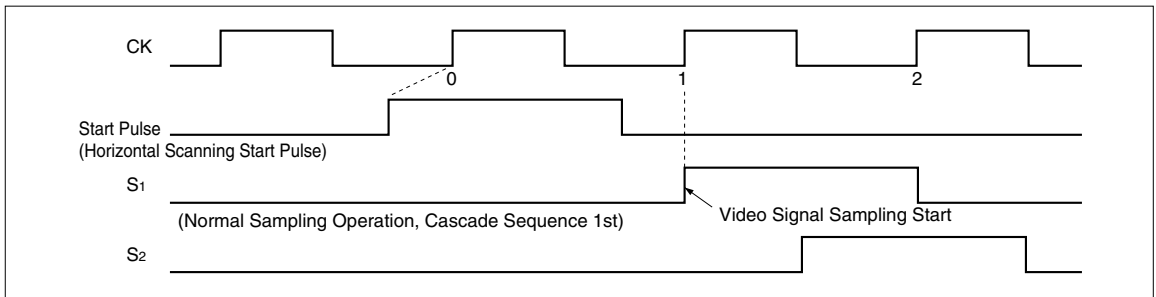 CK
0 1 2
Start Pulse
(Horizontal Scanning Start Pulse)
S1
(Normal Sampling Operation, Cascade Sequence 1st)
Video Signal Sampling Start
S2